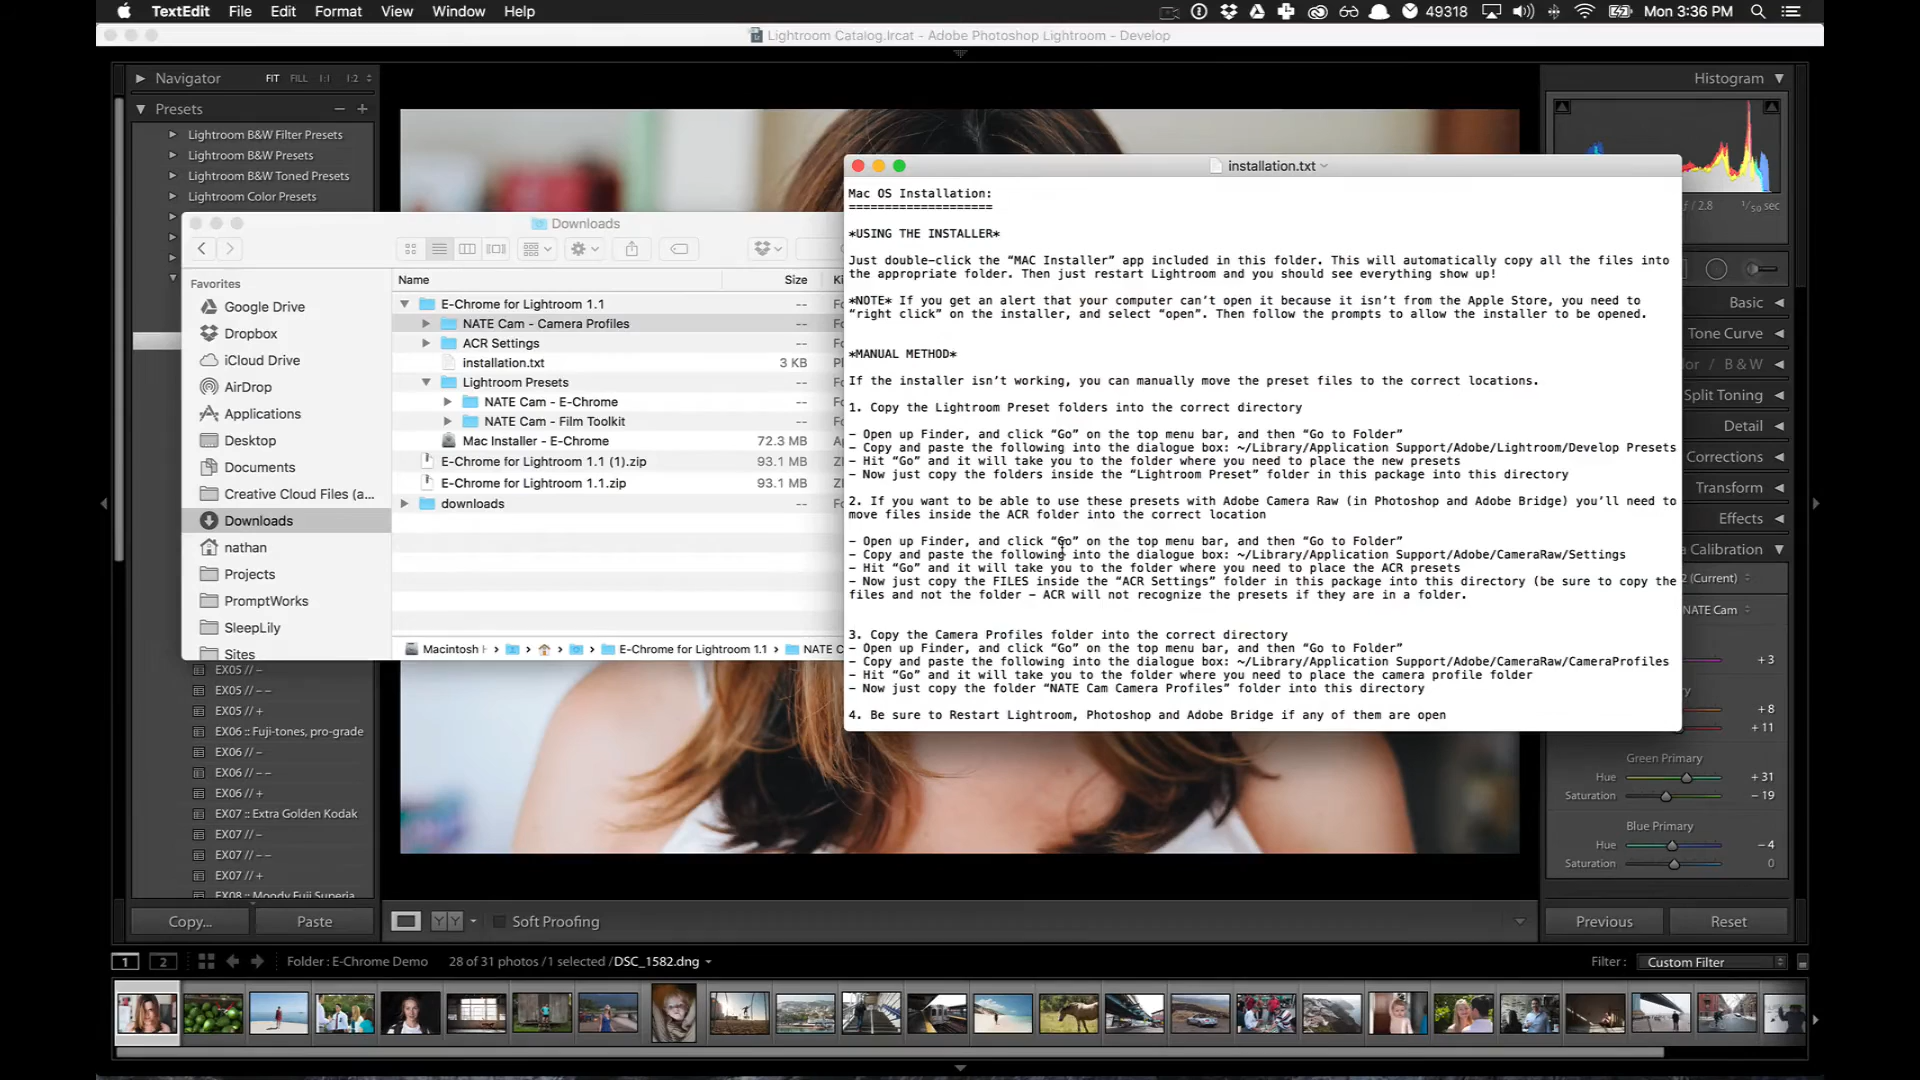 TextEdit File Edit Format View Window Help
49318 Mon 3:36 PM
Lightroom Catalog.lrcat - Adobe Photoshop Lightroom - Develop
Navigator FIT FILL 1:1 1:2
Presets
Lightroom B&W Filter Presets
Lightroom B&W Presets
Lightroom B&W Toned Presets
Lightroom Color Presets
Downloads
Name Size
Favorites
Google Drive
Dropbox
iCloud Drive
AirDrop
Applications
Desktop
Documents
Creative Cloud Files (a...
Downloads
nathan
Projects
PromptWorks
SleepLily
Sites
E-Chrome for Lightroom 1.1 --
NATE Cam - Camera Profiles --
ACR Settings --
installation.txt 3 KB
Lightroom Presets --
NATE Cam - E-Chrome --
NATE Cam - Film Toolkit --
Mac Installer - E-Chrome 72.3 MB
E-Chrome for Lightroom 1.1 (1).zip 93.1 MB
E-Chrome for Lightroom 1.1.zip 93.1 MB
downloads --
Macintosh › › › › E-Chrome for Lightroom 1.1 › NATE C
EX05 // –
EX05 // – –
EX05 // +
EX06 :: Fuji-tones, pro-grade
EX06 // –
EX06 // – –
EX06 // +
EX07 :: Extra Golden Kodak
EX07 // –
EX07 // – –
EX07 // +
EX08 :: Moody Fuji Superia
Copy... Paste
installation.txt
Mac OS Installation:
====================
*USING THE INSTALLER*
Just double-click the “MAC Installer” app included in this folder. This will automatically copy all the files into
the appropriate folder. Then just restart Lightroom and you should see everything show up!
*NOTE* If you get an alert that your computer can’t open it because it isn’t from the Apple Store, you need to
“right click” on the installer, and select “open”. Then follow the prompts to allow the installer to be opened.
*MANUAL METHOD*
If the installer isn’t working, you can manually move the preset files to the correct locations.
1. Copy the Lightroom Preset folders into the correct directory
- Open up Finder, and click “Go” on the top menu bar, and then “Go to Folder”
- Copy and paste the following into the dialogue box: ~/Library/Application Support/Adobe/Lightroom/Develop Presets
- Hit “Go” and it will take you to the folder where you need to place the new presets
- Now just copy the folders inside the “Lightroom Preset” folder in this package into this directory
2. If you want to be able to use these presets with Adobe Camera Raw (in Photoshop and Adobe Bridge) you’ll need to
move files inside the ACR folder into the correct location
- Open up Finder, and click “Go” on the top menu bar, and then “Go to Folder”
- Copy and paste the following into the dialogue box: ~/Library/Application Support/Adobe/CameraRaw/Settings
- Hit “Go” and it will take you to the folder where you need to place the ACR presets
- Now just copy the FILES inside the “ACR Settings” folder in this package into this directory (be sure to copy the
files and not the folder - ACR will not recognize the presets if they are in a folder.
3. Copy the Camera Profiles folder into the correct directory
- Open up Finder, and click “Go” on the top menu bar, and then “Go to Folder”
- Copy and paste the following into the dialogue box: ~/Library/Application Support/Adobe/CameraRaw/CameraProfiles
- Hit “Go” and it will take you to the folder where you need to place the camera profile folder
- Now just copy the folder “NATE Cam Camera Profiles” folder into this directory
4. Be sure to Restart Lightroom, Photoshop and Adobe Bridge if any of them are open
Histogram
/ 2.8 1/50 sec
Basic
Tone Curve
/ B & W
Split Toning
Detail
Corrections
Transform
Effects
Calibration
2 (Current)
NATE Cam
+ 3
+ 8
+ 11
Green Primary
Hue + 31
Saturation – 19
Blue Primary
Hue – 4
Saturation 0
Previous Reset
YY Soft Proofing
1 2 Folder : E-Chrome Demo 28 of 31 photos / 1 selected / DSC_1582.dng
Filter : Custom Filter